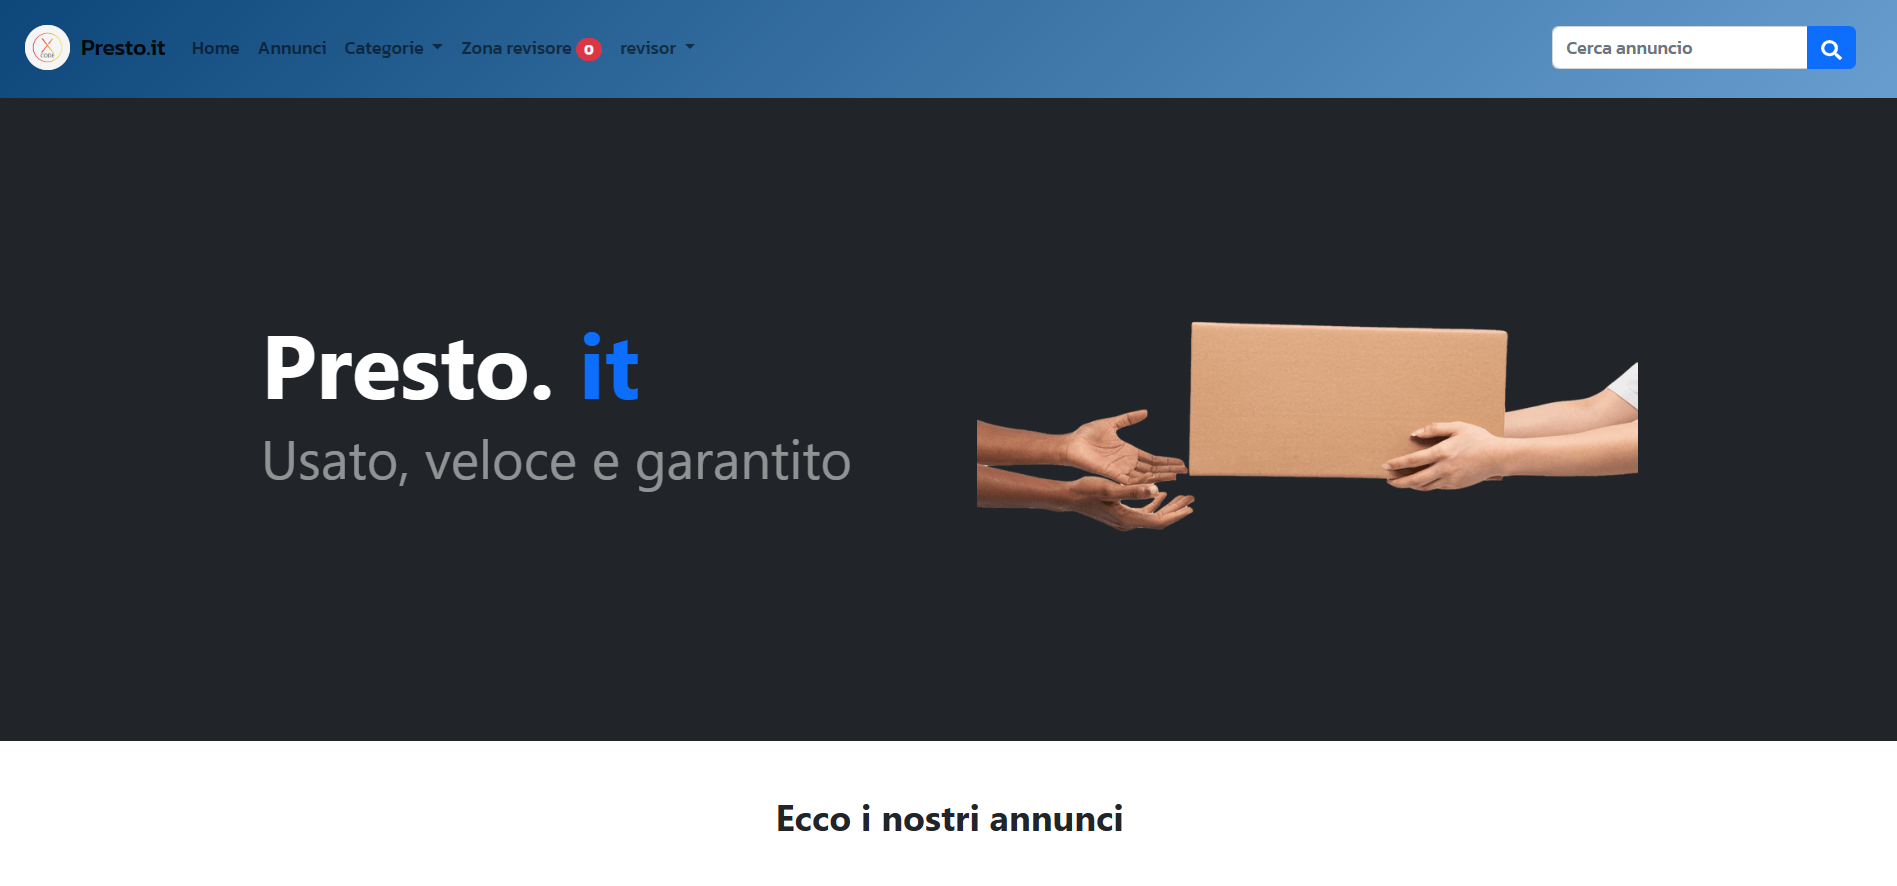 X
CODE
Presto.it
Home
Annunci
Categorie
Zona revisore 0
revisor
Cerca annuncio
Presto. it
Usato, veloce e garantito
Ecco i nostri annunci